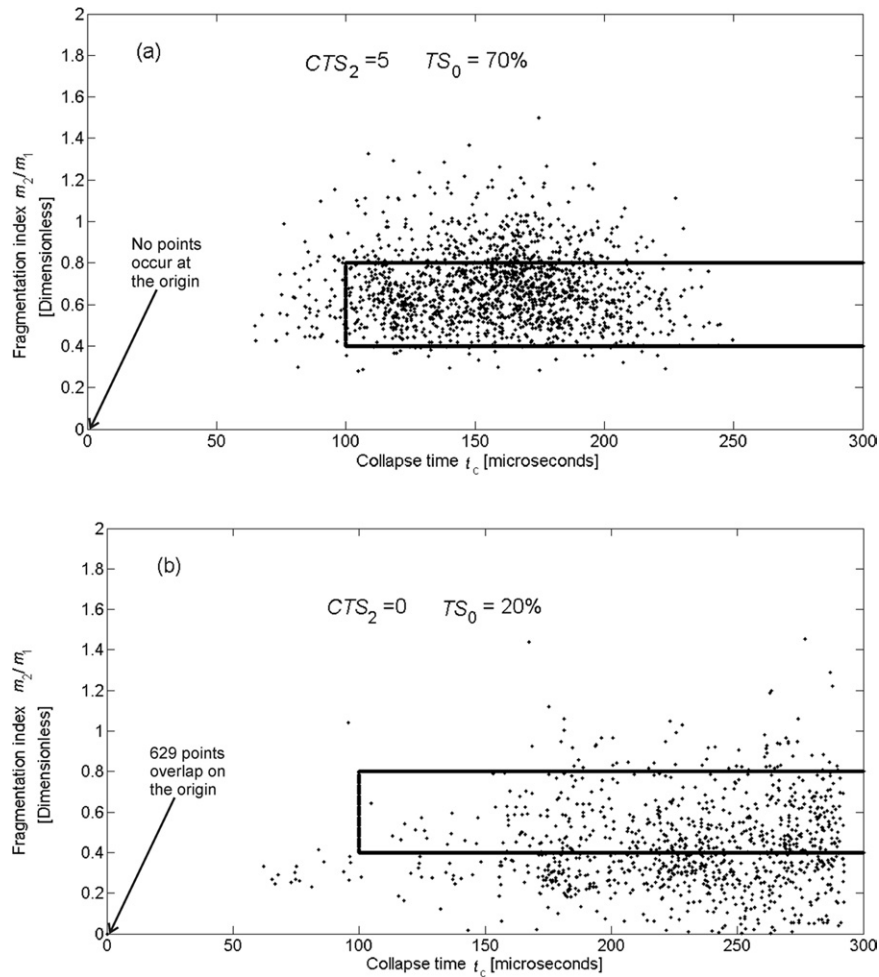 2
(a)
CTS2 =5 TS0 = 70%
1.8
1.6
1.4
1.2
1
0.8
0.6
0.4
0.2
0
Fragmentation index m2/m1
[Dimensionless]
No points
occur at
the origin
0 50 100 150 200 250 300
Collapse time tc [microseconds]
2
(b)
CTS2 =0 TS0 = 20%
1.8
1.6
1.4
1.2
1
0.8
0.6
0.4
0.2
0
Fragmentation index m2/m1
[Dimensionless]
629 points
overlap on
the origin
0 50 100 150 200 250 300
Collapse time tc [microseconds]